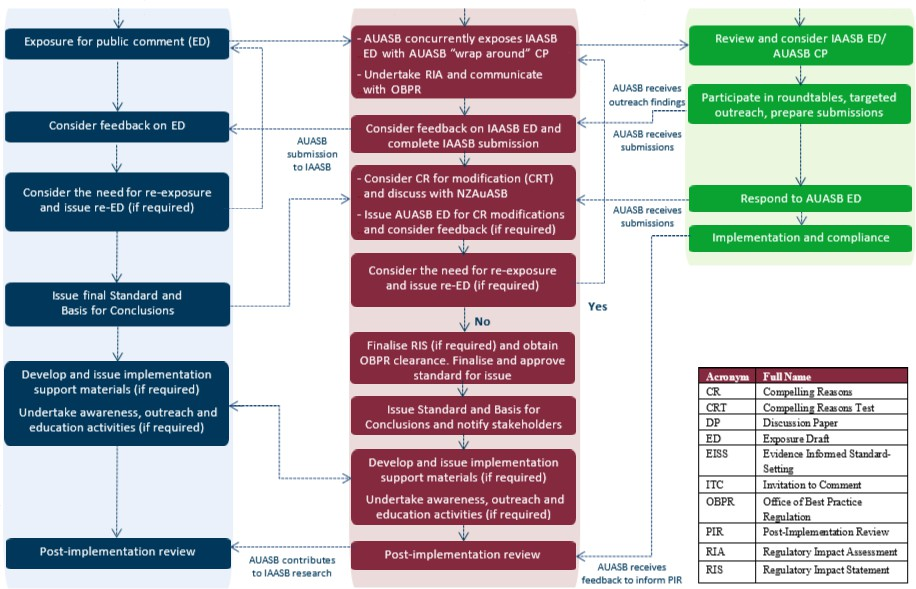 Exposure for public comment (ED)
Consider feedback on ED
Consider the need for re-exposure
and issue re-ED (if required)
Issue final Standard and
Basis for Conclusions
Develop and issue implementation
support materials (if required)
Undertake awareness, outreach and
education activities (if required)
Post-implementation review
AUASB
submission
to IAASB
AUASB contributes
to IAASB research
- AUASB concurrently exposes IAASB
ED with AUASB “wrap around” CP
- Undertake RIA and communicate
with OBPR
Consider feedback on IAASB ED and
complete IAASB submission
- Consider CR for modification (CRT)
and discuss with NZAuASB
- Issue AUASB ED for CR modifications
and consider feedback (if required)
Consider the need for re-exposure
and issue re-ED (if required)
Yes
No
Finalise RIS (if required) and obtain
OBPR clearance. Finalise and approve
standard for issue
Issue Standard and Basis for
Conclusions and notify stakeholders
Develop and issue implementation
support materials (if required)
Undertake awareness, outreach and
education activities (if required)
Post-implementation review
AUASB receives
outreach findings
AUASB receives
submissions
AUASB receives
submissions
AUASB receives
feedback to inform PIR
Review and consider IAASB ED/
AUASB CP
Participate in roundtables, targeted
outreach, prepare submissions
Respond to AUASB ED
Implementation and compliance
Acronym Full Name
CR Compelling Reasons
CRT Compelling Reasons Test
DP Discussion Paper
ED Exposure Draft
EISS Evidence Informed Standard-
Setting
ITC Invitation to Comment
OBPR Office of Best Practice
Regulation
PIR Post-Implementation Review
RIA Regulatory Impact Assessment
RIS Regulatory Impact Statement